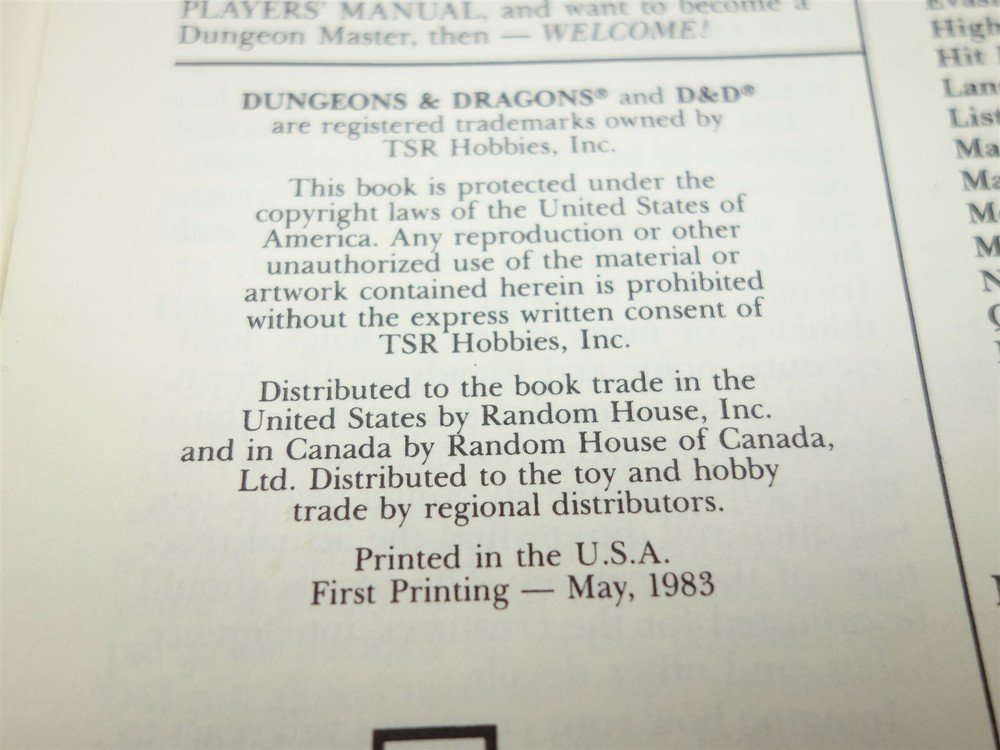 PLAYERS' MANUAL, and want to become a
Dungeon Master, then — WELCOME!
DUNGEONS & DRAGONS® and D&D®
are registered trademarks owned by
TSR Hobbies, Inc.
This book is protected under the
copyright laws of the United States of
America. Any reproduction or other
unauthorized use of the material or
artwork contained herein is prohibited
without the express written consent of
TSR Hobbies, Inc.
Distributed to the book trade in the
United States by Random House, Inc.
and in Canada by Random House of Canada,
Ltd. Distributed to the toy and hobby
trade by regional distributors.
Printed in the U.S.A.
First Printing — May, 1983
High
Hit
Lan
List
Ma
Ma
M
M
N